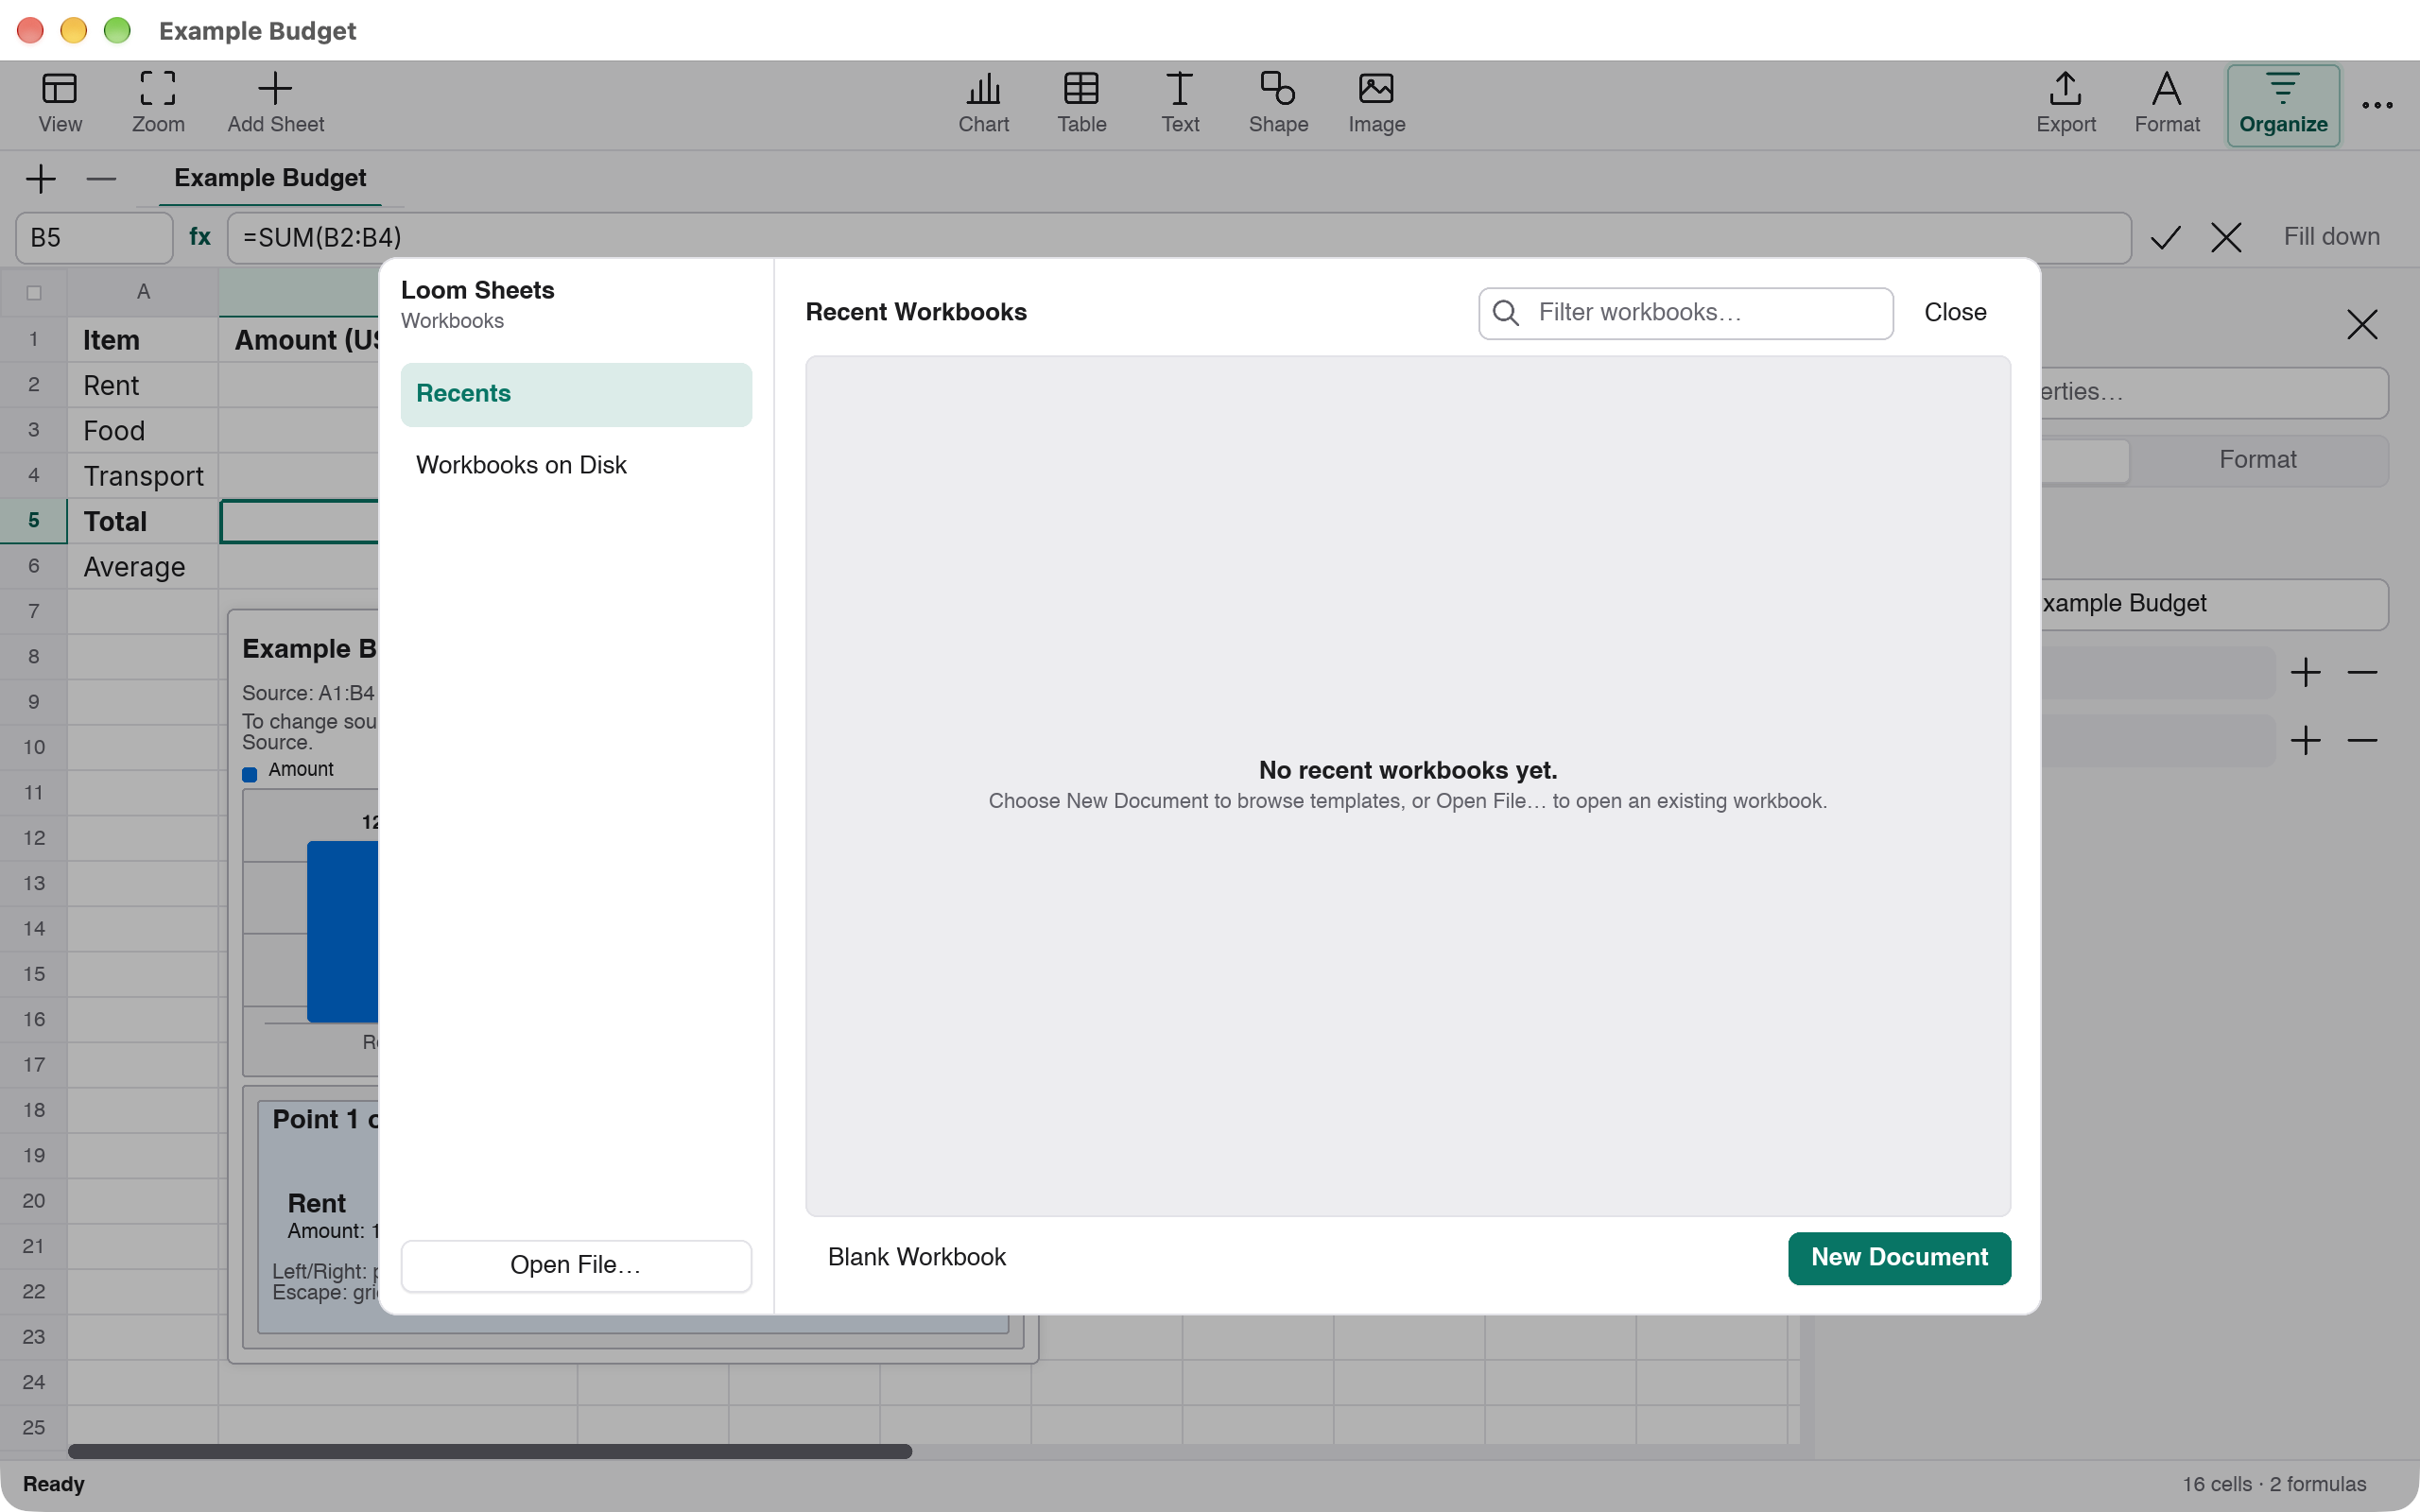 Example Budget
View
Zoom
Add Sheet
Chart
Table
Text
Shape
Image
Export
Format
Organize
Example Budget
B5
fx
=SUM(B2:B4)
Fill down
A
1
Item
Amount (US
2
Rent
3
Food
4
Transport
5
Total
6
Average
7
8
9
10
11
12
13
14
15
16
17
18
19
20
21
22
23
24
25
Example B
Source: A1:B4
To change sou
Source.
Amount
12
Re
Point 1 o
Rent
Amount: 1
Left/Right: p
Escape: gri
Loom Sheets
Workbooks
Recents
Workbooks on Disk
Open File…
Recent Workbooks
Filter workbooks…
Close
No recent workbooks yet.
Choose New Document to browse templates, or Open File… to open an existing workbook.
Blank Workbook
New Document
erties…
Format
xample Budget
Ready
16 cells · 2 formulas